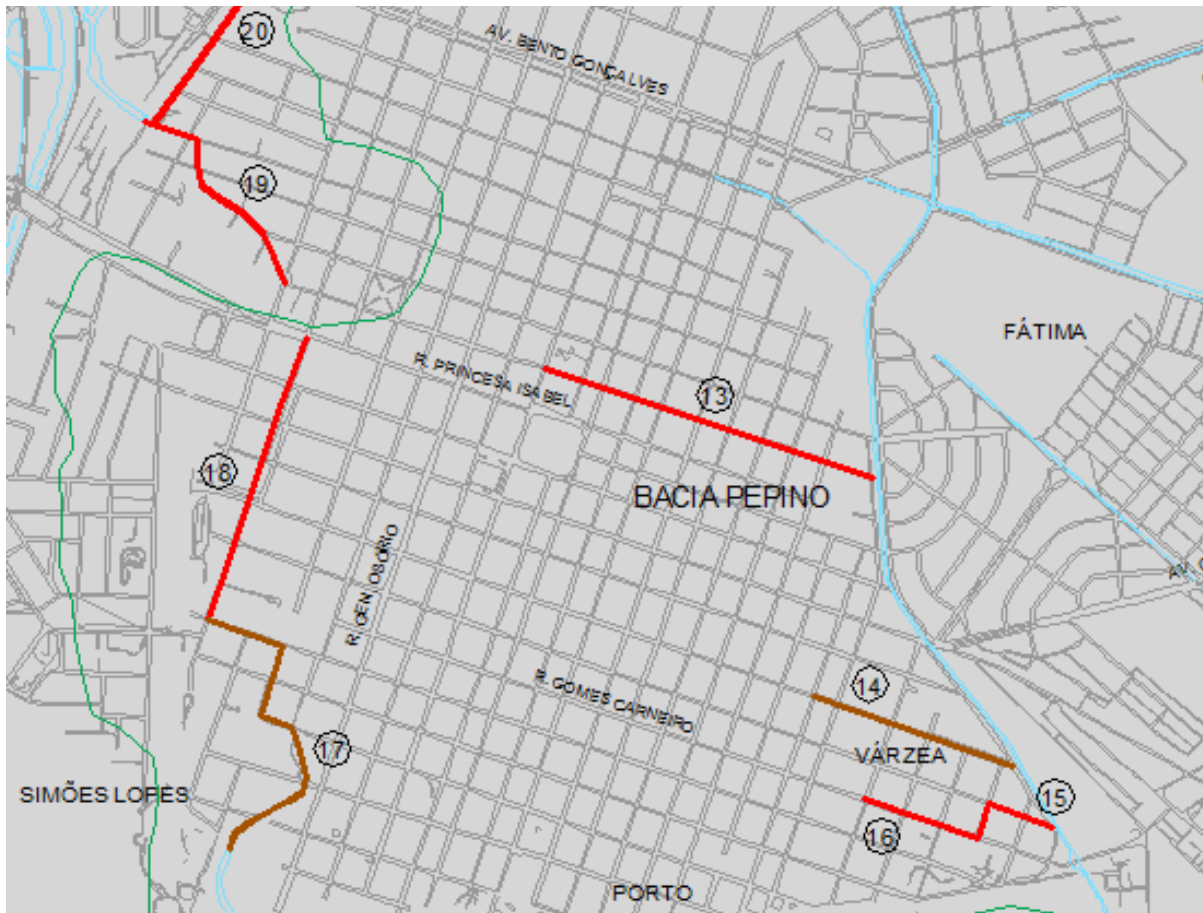 20
AV. BENTO GONÇALVES
19
FÁTIMA
R. PRINCESA ISABEL
13
18
BACIA PEPINO
R. GEN. OSÓRIO
R. GOMES CARNEIRO
14
17
VÁRZEA
SIMÕES LOPES
15
16
PORTO